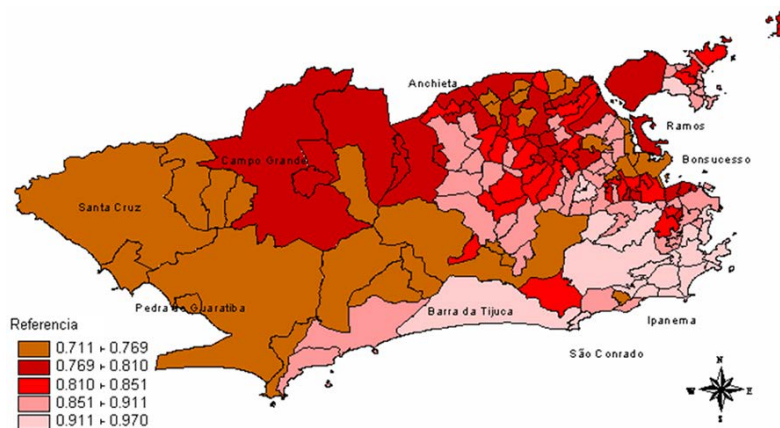 Anchieta
Ramos
Campo Grande
Bonsucesso
Santa Cruz
Pedra de Guaratiba
Barra da Tijuca
Ipanema
São Conrado
Referencia
0.711 ⊦ 0.769
0.769 ⊦ 0.810
0.810 ⊦ 0.851
0.851 ⊦ 0.911
0.911 ⊦ 0.970
N
W E
S